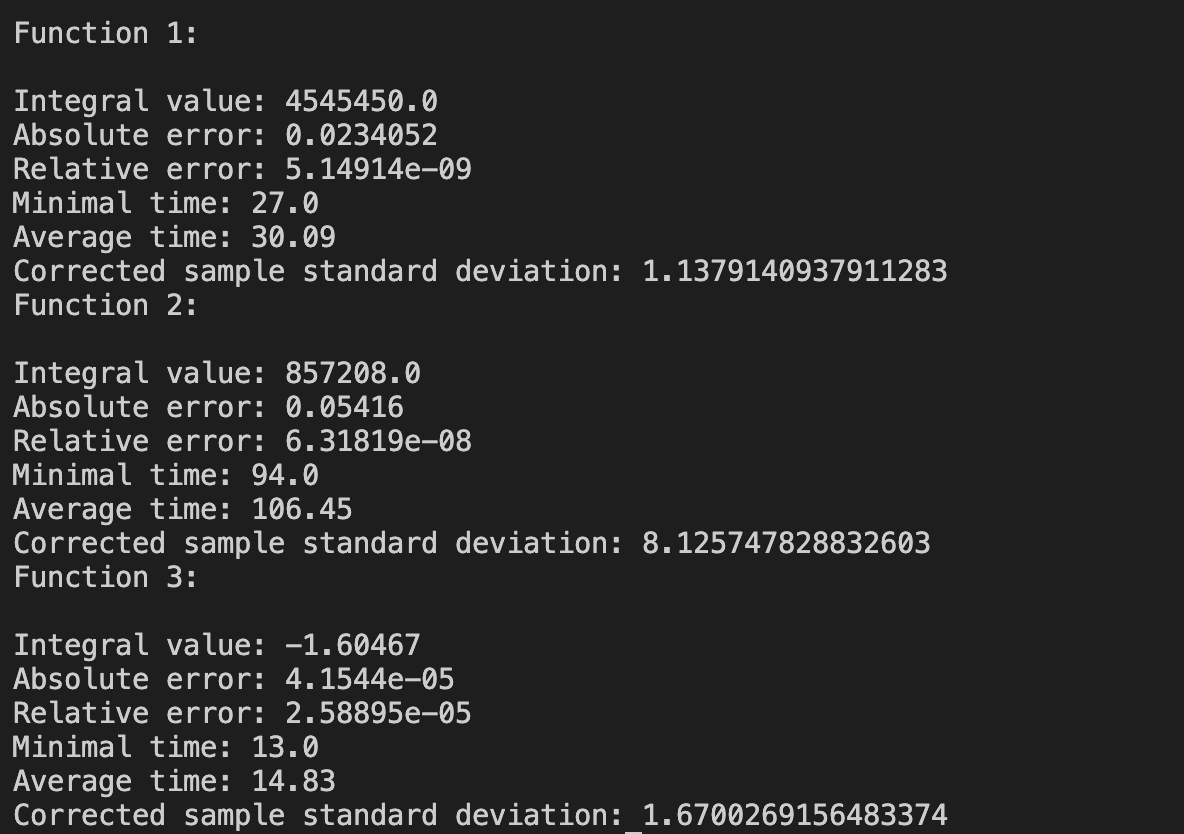 Function 1:
Integral value: 4545450.0
Absolute error: 0.0234052
Relative error: 5.14914e-09
Minimal time: 27.0
Average time: 30.09
Corrected sample standard deviation: 1.1379140937911283
Function 2:
Integral value: 857208.0
Absolute error: 0.05416
Relative error: 6.31819e-08
Minimal time: 94.0
Average time: 106.45
Corrected sample standard deviation: 8.125747828832603
Function 3:
Integral value: -1.60467
Absolute error: 4.1544e-05
Relative error: 2.58895e-05
Minimal time: 13.0
Average time: 14.83
Corrected sample standard deviation: 1.6700269156483374